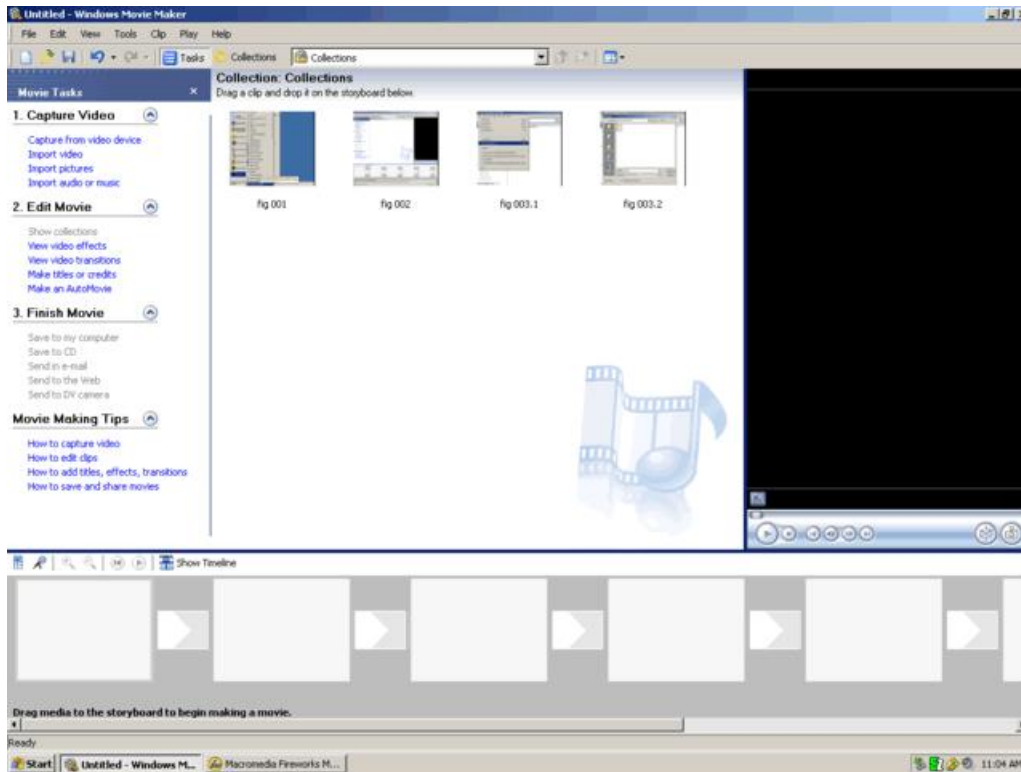 Untitled - Windows Movie Maker
File Edit View Tools Clip Play Help
Tasks Collections Collections
Movie Tasks
Collection: Collections
Drag a clip and drop it on the storyboard below.
1. Capture Video
Capture from video device
Import video
Import pictures
Import audio or music
fig 001 fig 002 fig 003.1 fig 003.2
2. Edit Movie
Show collections
View video effects
View video transitions
Make titles or credits
Make an AutoMovie
3. Finish Movie
Save to my computer
Save to CD
Send in e-mail
Send to the Web
Send to DV camera
Movie Making Tips
How to capture video
How to edit clips
How to add titles, effects, transitions
How to save and share movies
Show Timeline
Drag media to the storyboard to begin making a movie.
Ready
Start Untitled - Windows M... Macromedia Fireworks M... 11:04 AM